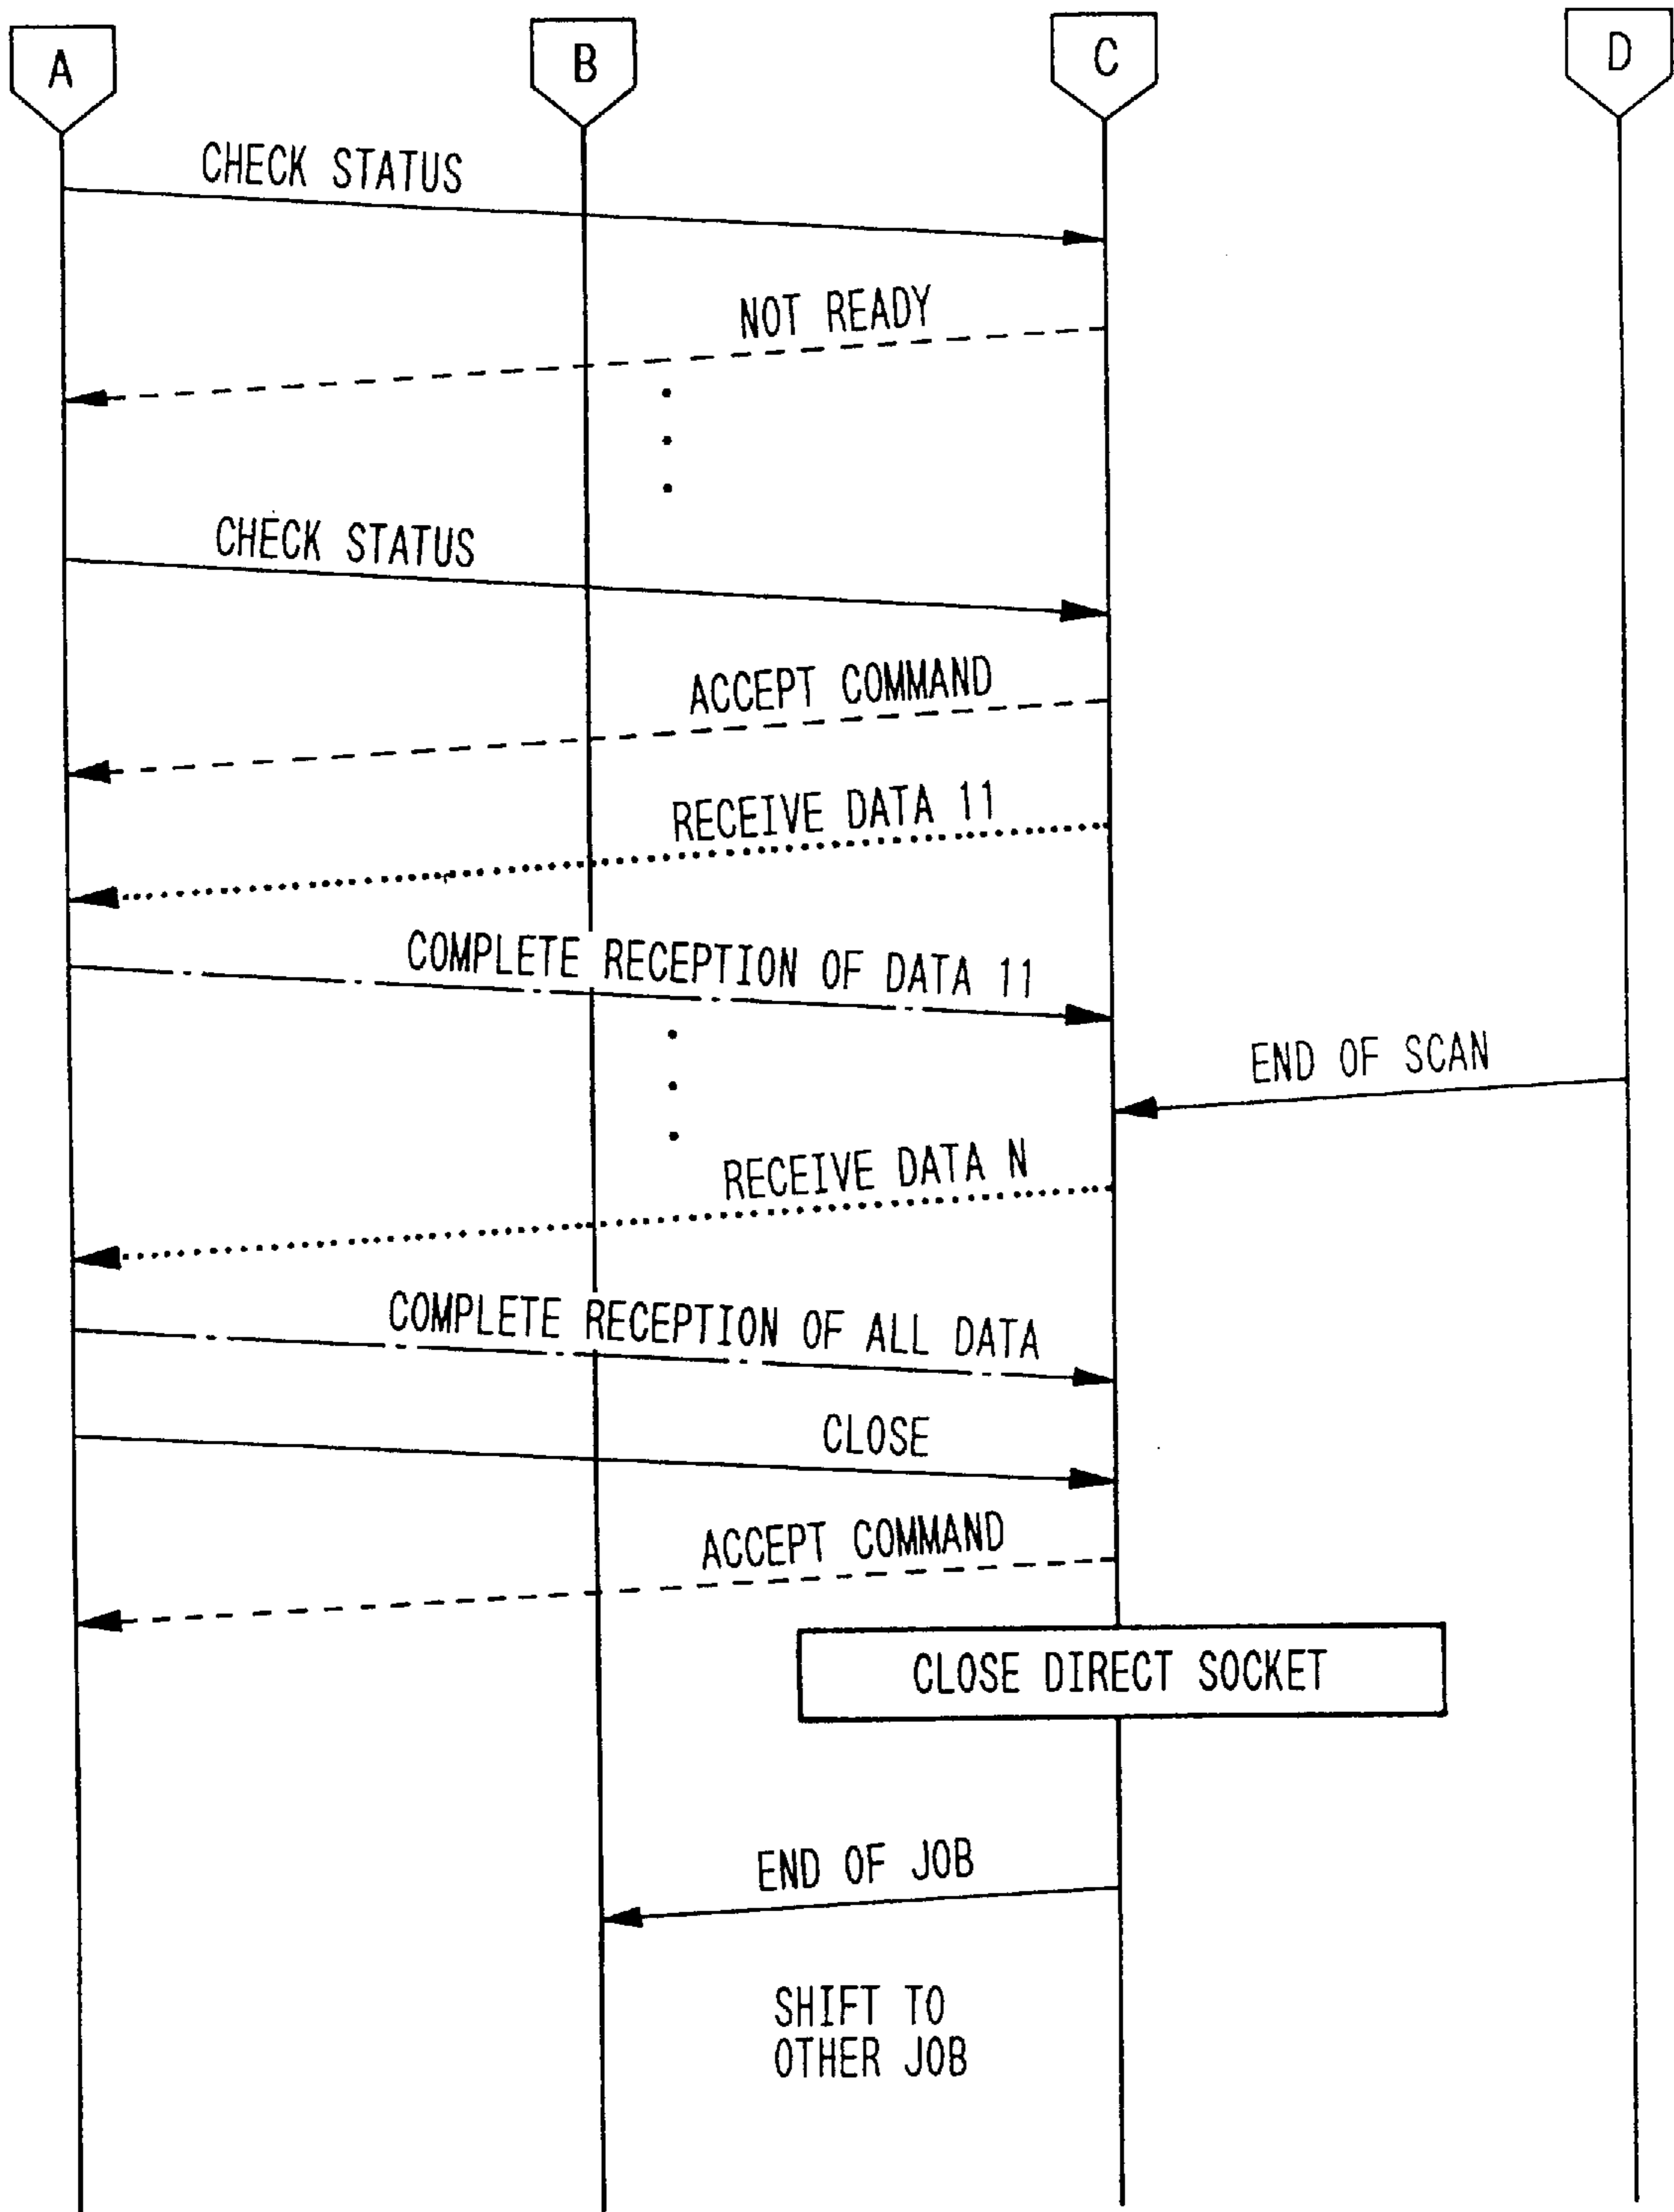 A
B
C
D
CHECK STATUS
NOT READY
CHECK STATUS
ACCEPT COMMAND
RECEIVE DATA 11
COMPLETE RECEPTION OF DATA 11
END OF SCAN
RECEIVE DATA N
COMPLETE RECEPTION OF ALL DATA
CLOSE
ACCEPT COMMAND
CLOSE DIRECT SOCKET
END OF JOB
SHIFT TO
OTHER JOB